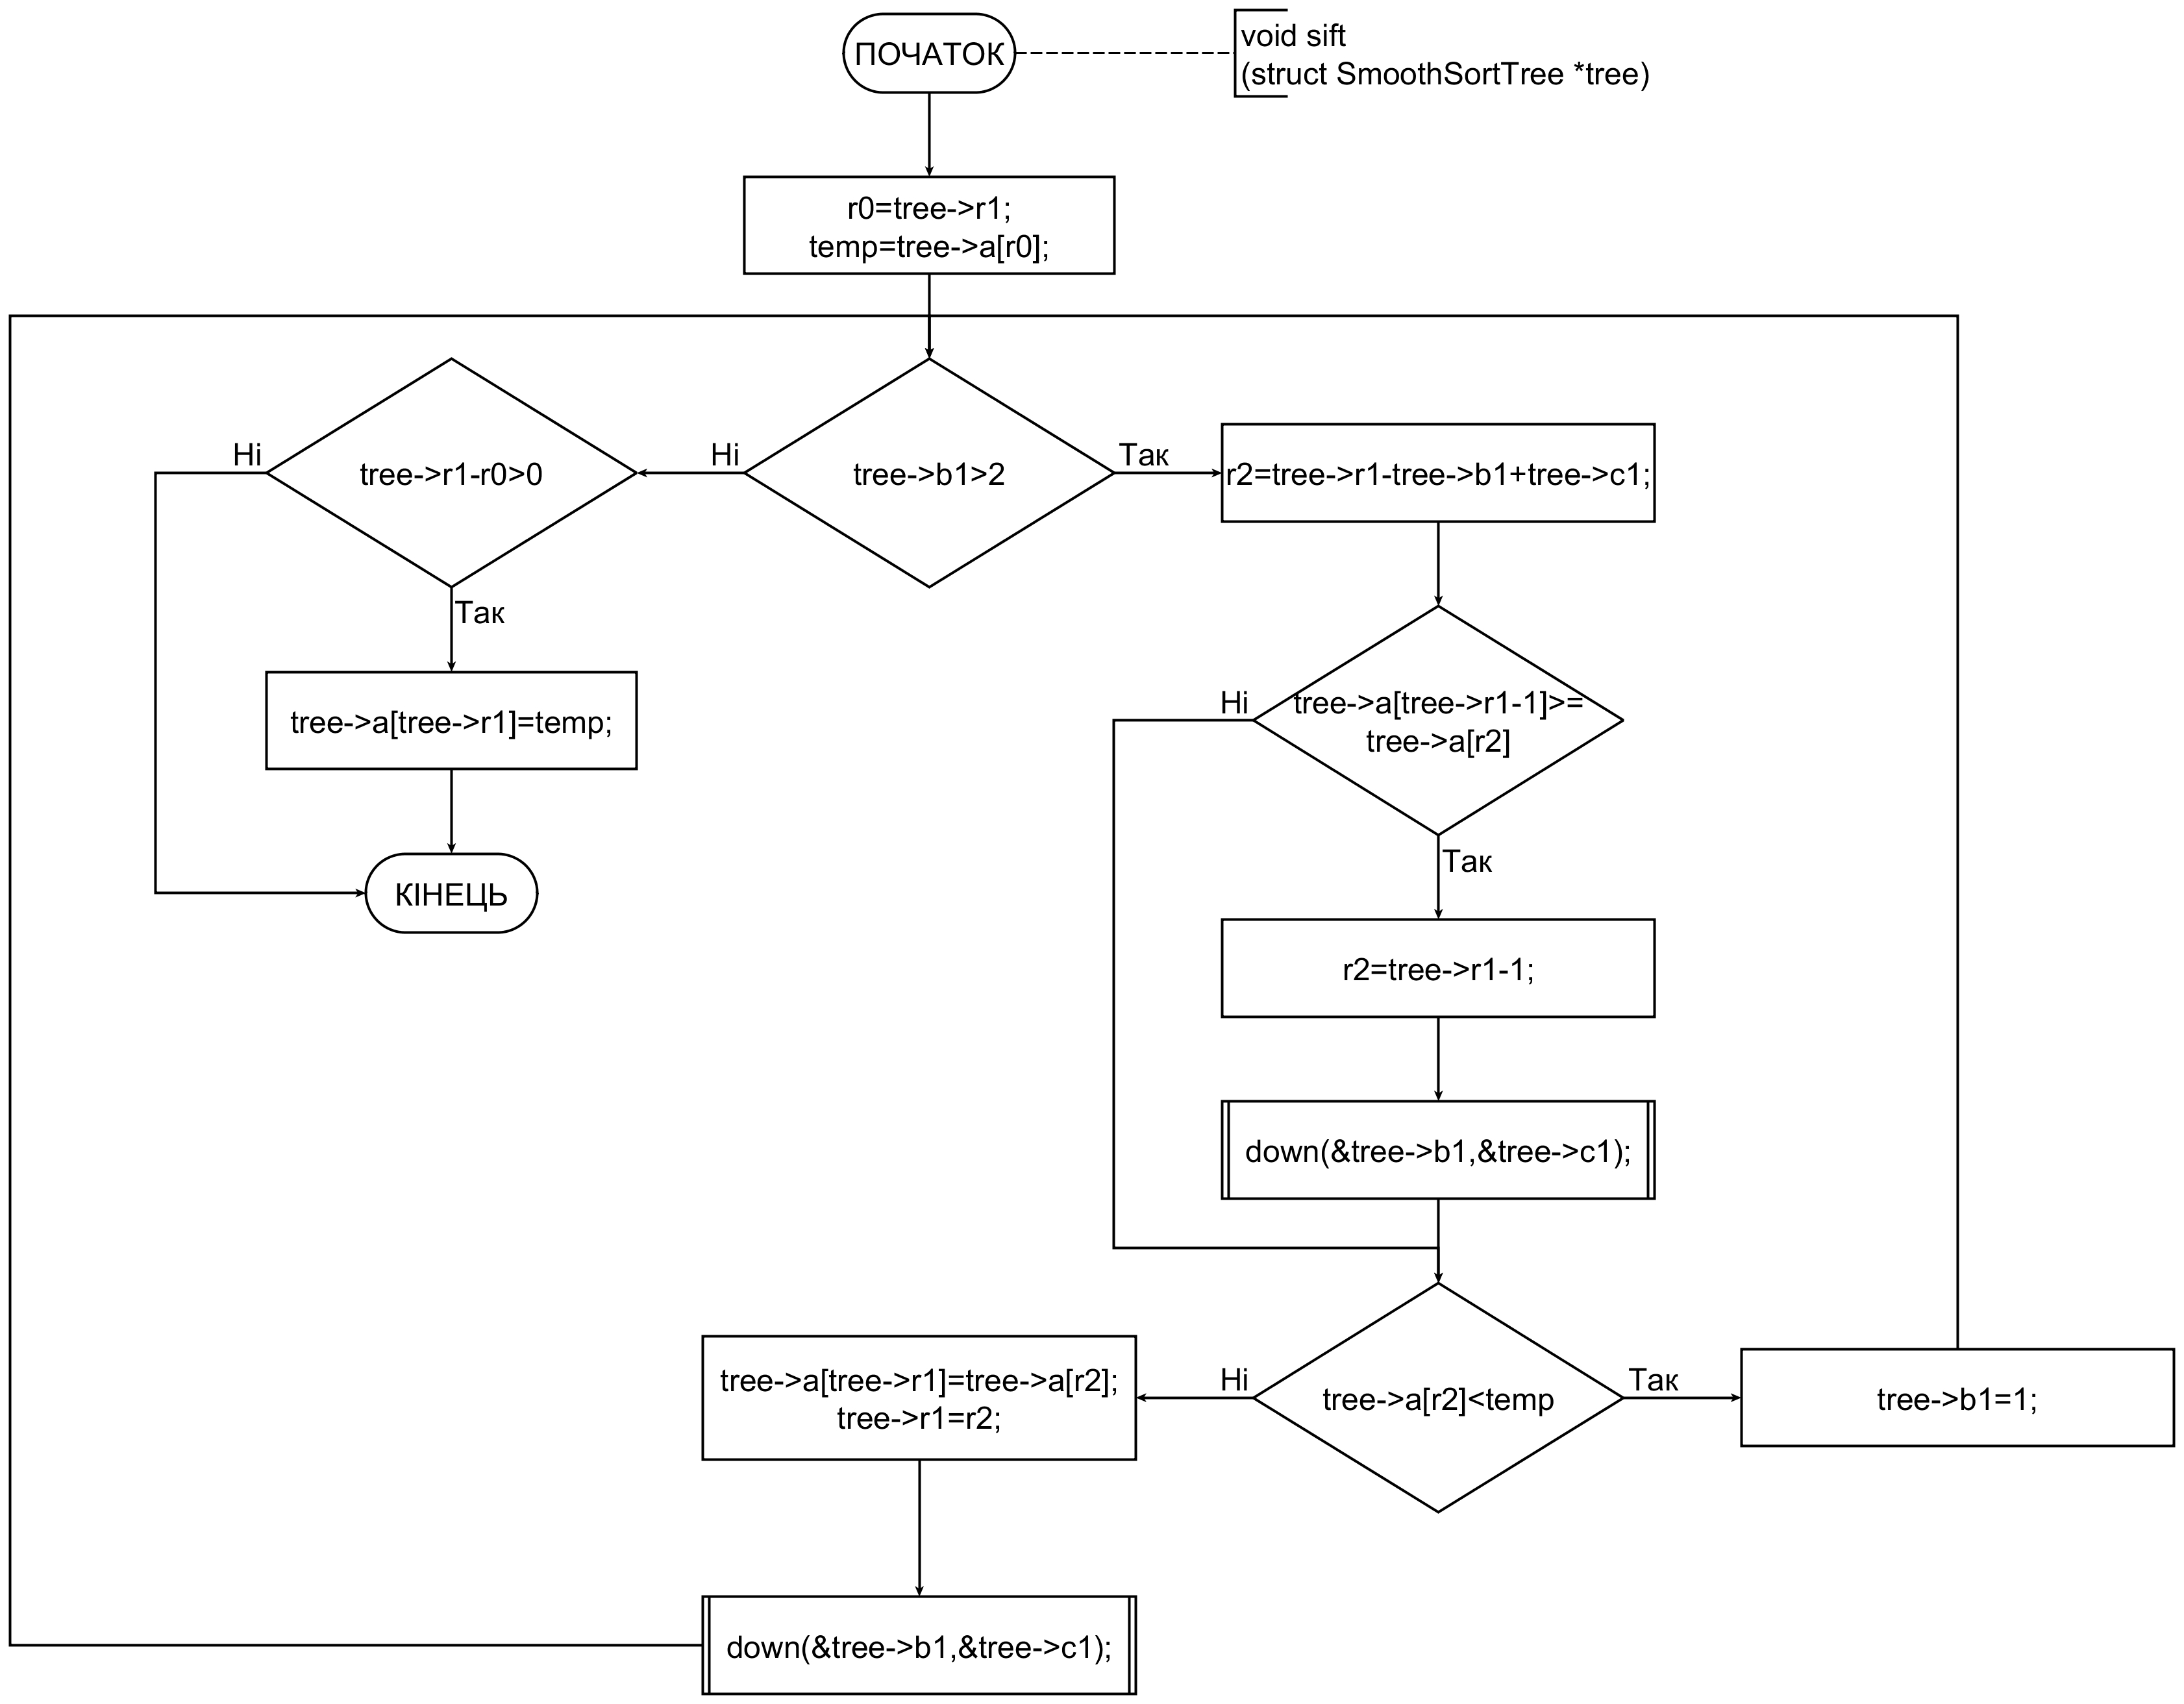 ПОЧАТОК
void sift
(struct SmoothSortTree *tree)
r0=tree->r1;
temp=tree->a[r0];
Ні
tree->r1-r0>0
Ні
tree->b1>2
Так
r2=tree->r1-tree->b1+tree->c1;
Так
tree->a[tree->r1]=temp;
КІНЕЦЬ
Ні
tree->a[tree->r1-1]>=
tree->a[r2]
Так
r2=tree->r1-1;
down(&tree->b1,&tree->c1);
tree->a[tree->r1]=tree->a[r2];
tree->r1=r2;
Ні
tree->a[r2]<temp
Так
tree->b1=1;
down(&tree->b1,&tree->c1);